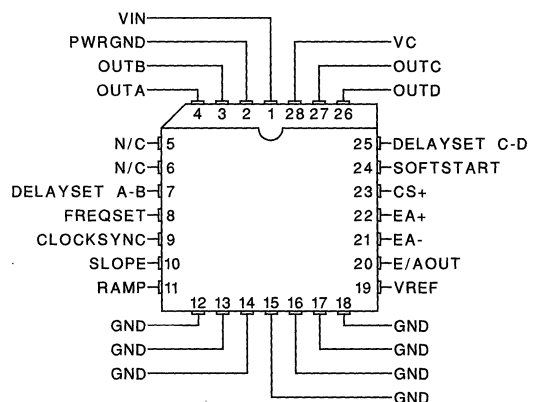 VIN
PWRGND
VC
OUTB
OUTC
OUTA
OUTD
4 3 2 1 28 27 26
N/C 5
25 DELAYSET C-D
N/C 6
24 SOFTSTART
DELAYSET A-B 7
23 CS+
FREQSET 8
22 EA+
CLOCKSYNC 9
21 EA-
SLOPE 10
20 E/AOUT
RAMP 11
19 VREF
12 13 14 15 16 17 18
GND
GND
GND
GND
GND
GND
GND